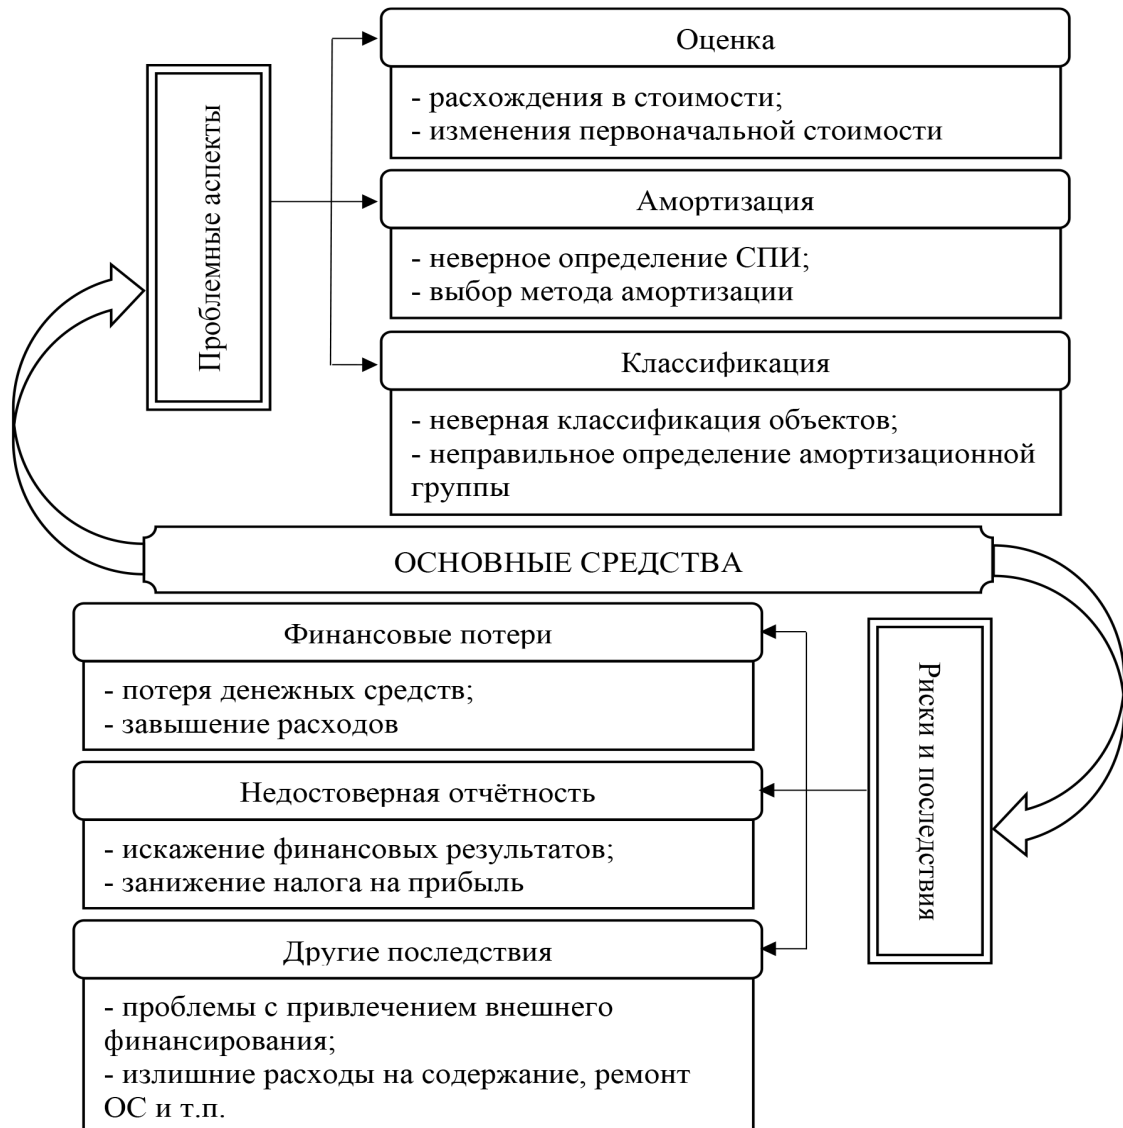 Оценка
- расхождения в стоимости;
- изменения первоначальной стоимости
Проблемные аспекты
Амортизация
- неверное определение СПИ;
- выбор метода амортизации
Классификация
- неверная классификация объектов;
- неправильное определение амортизационной
группы
ОСНОВНЫЕ СРЕДСТВА
Финансовые потери
- потеря денежных средств;
- завышение расходов
Риски и последствия
Недостоверная отчётность
- искажение финансовых результатов;
- занижение налога на прибыль
Другие последствия
- проблемы с привлечением внешнего
финансирования;
- излишние расходы на содержание, ремонт
ОС и т.п.